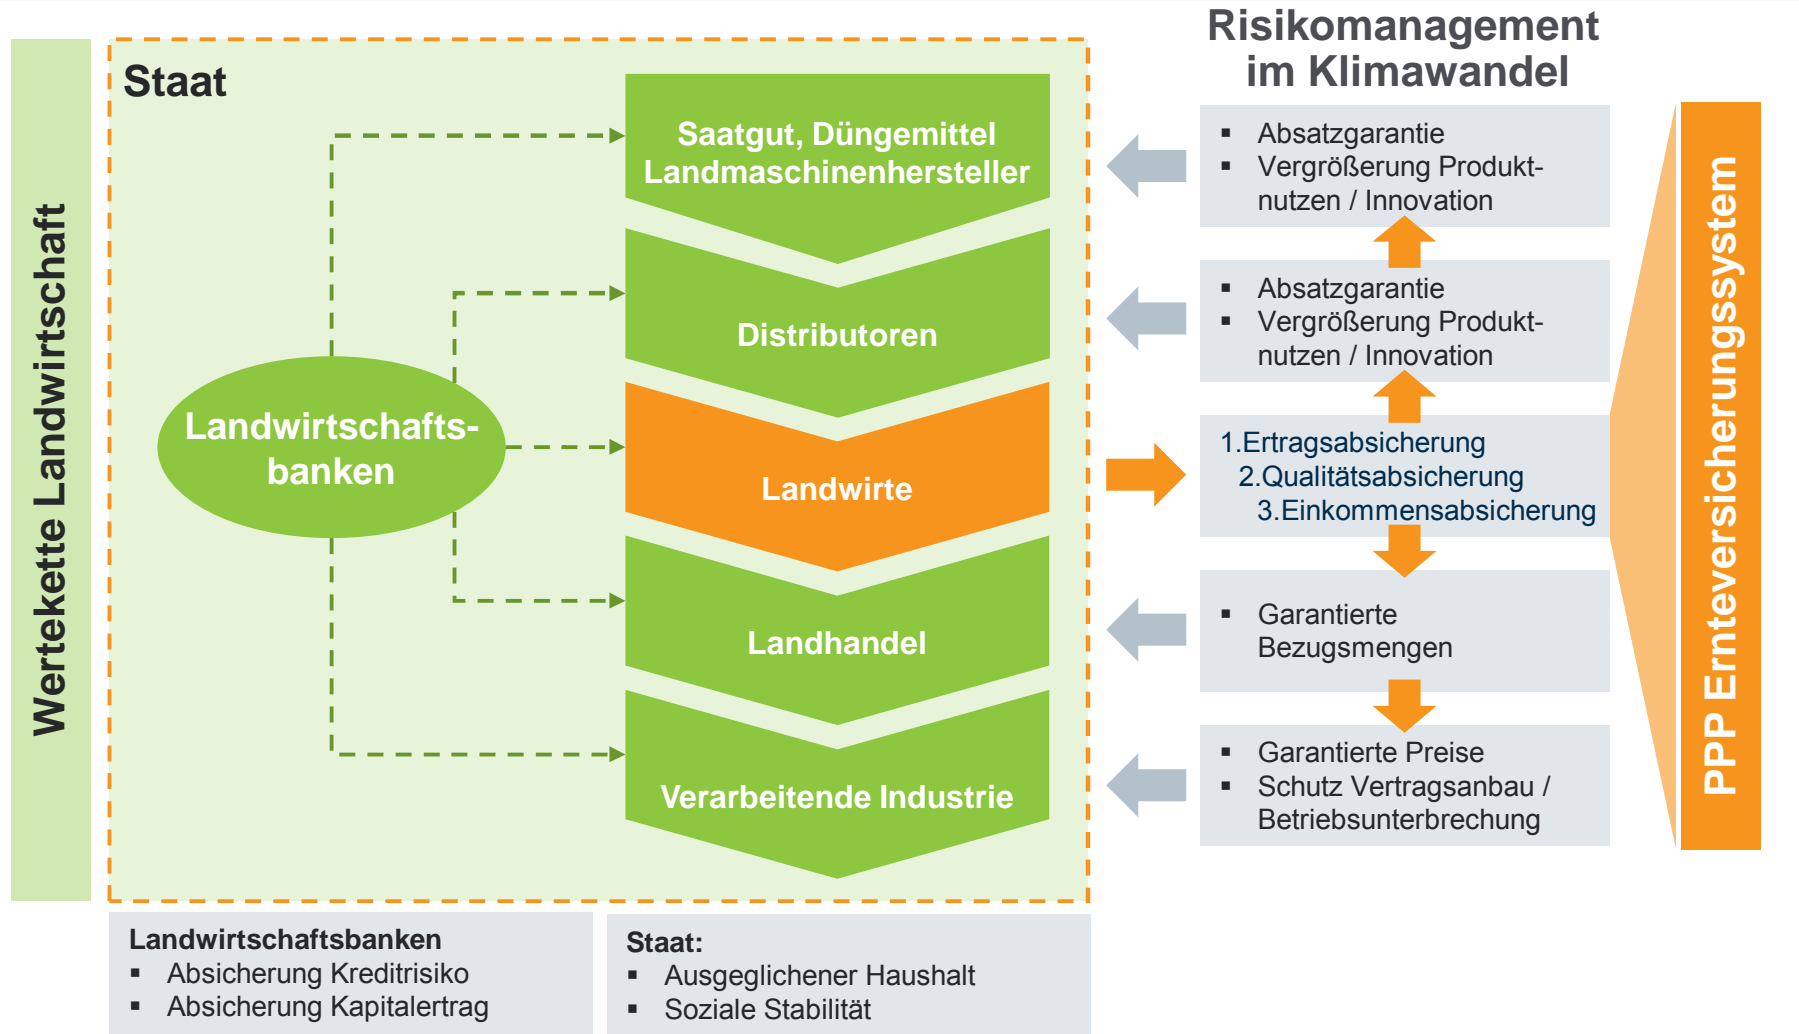 Risikomanagement
im Klimawandel
Wertekette Landwirtschaft
Staat
Saatgut, Düngemittel
Landmaschinenhersteller
Distributoren
Landwirtschafts-
banken
Landwirte
Landhandel
Verarbeitende Industrie
▪ Absatzgarantie
▪ Vergrößerung Produkt-
nutzen / Innovation
▪ Absatzgarantie
▪ Vergrößerung Produkt-
nutzen / Innovation
1.Ertragsabsicherung
2.Qualitätsabsicherung
3.Einkommensabsicherung
▪ Garantierte
Bezugsmengen
▪ Garantierte Preise
▪ Schutz Vertragsanbau /
Betriebsunterbrechung
PPP Ernteversicherungssystem
Landwirtschaftsbanken
▪ Absicherung Kreditrisiko
▪ Absicherung Kapitalertrag
Staat:
▪ Ausgeglichener Haushalt
▪ Soziale Stabilität